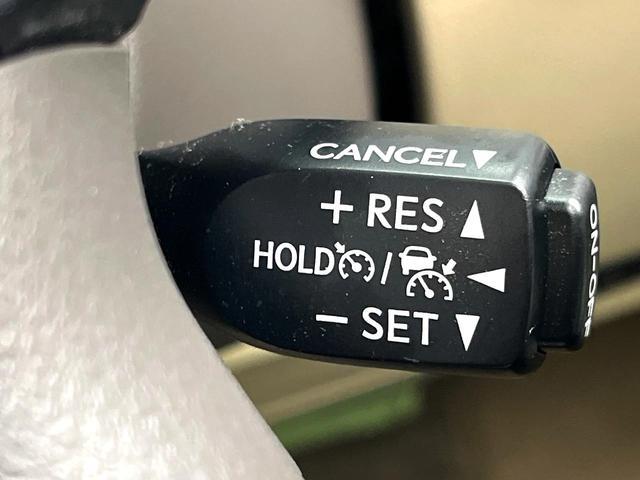 CANCEL▼
+ RES ▲
HOLD / ◀
− SET ▼
ON-OFF